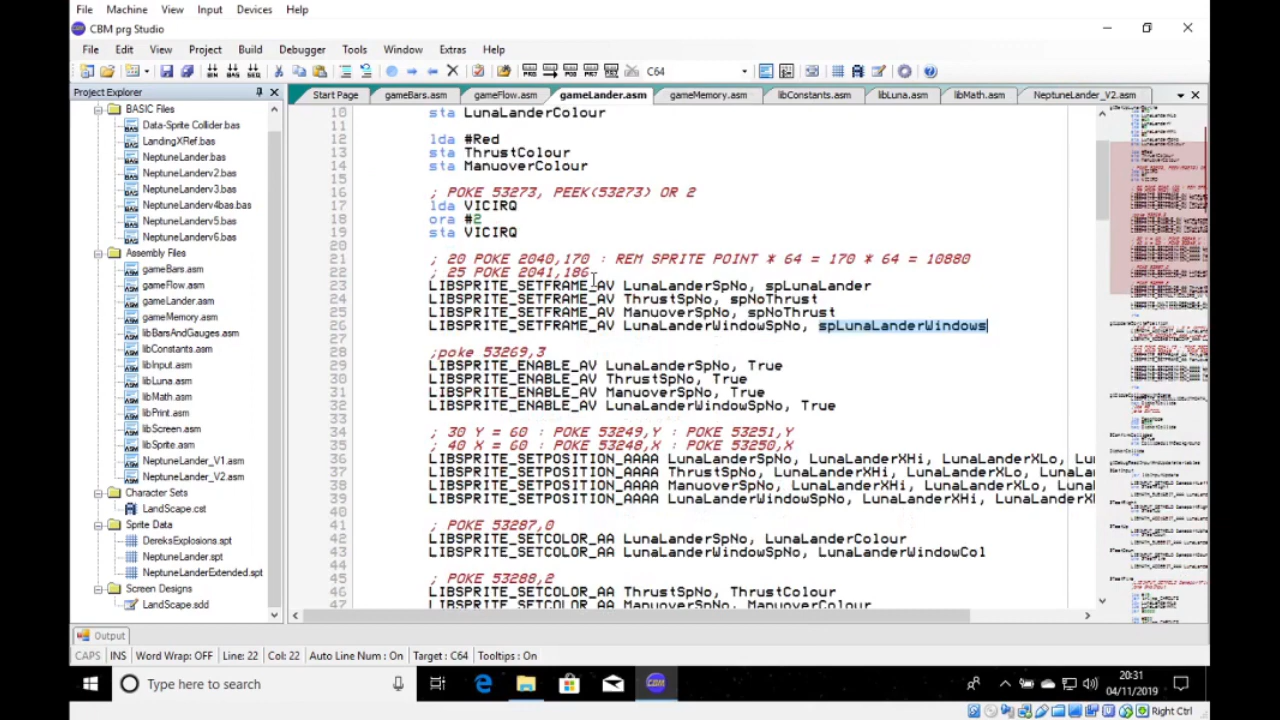 File Machine View Input Devices Help
CBM prg Studio
File Edit View Project Build Debugger Tools Window Extras Help
C64
Project Explorer
Start Page gameBars.asm gameFlow.asm gameLander.asm gameMemory.asm libConstants.asm libLuna.asm libMath.asm NeptuneLander_V2.asm
BASIC Files
Data-Sprite Collider.bas
LandingXRef.bas
NeptuneLander.bas
NeptuneLanderv2.bas
NeptuneLanderv3.bas
NeptuneLanderv4bas.bas
NeptuneLanderv5.bas
NeptuneLanderv6.bas
Assembly Files
gameBars.asm
gameFlow.asm
gameLander.asm
gameMemory.asm
libBarsAndGauges.asm
libConstants.asm
libInput.asm
libLuna.asm
libMath.asm
libPrint.asm
libScreen.asm
libSprite.asm
NeptuneLander_V1.asm
NeptuneLander_V2.asm
Character Sets
LandScape.cst
Sprite Data
DereksExplosions.spt
NeptuneLander.spt
NeptuneLanderExtended.spt
Screen Designs
LandScape.sdd
10 sta LunaLanderColour
11
12 lda #Red
13 sta ThrustColour
14 sta ManuoverColour
15
16 ; POKE 53273, PEEK(53273) OR 2
17 lda VICIRQ
18 ora #2
19 sta VICIRQ
20
21 ; 20 POKE 2040,170 : REM SPRITE POINT * 64 = 170 * 64 = 10880
22 ; 25 POKE 2041,186
23 LIBSPRITE_SETFRAME_AV LunaLanderSpNo, spLunaLander
24 LIBSPRITE_SETFRAME_AV ThrustSpNo, spNoThrust
25 LIBSPRITE_SETFRAME_AV ManuoverSpNo, spNoThrust
26 LIBSPRITE_SETFRAME_AV LunaLanderWindowSpNo, spLunaLanderWindows
27
28 ;poke 53269,3
29 LIBSPRITE_ENABLE_AV LunaLanderSpNo, True
30 LIBSPRITE_ENABLE_AV ThrustSpNo, True
31 LIBSPRITE_ENABLE_AV ManuoverSpNo, True
32 LIBSPRITE_ENABLE_AV LunaLanderWindowSpNo, True
33
34 ; 30 Y = 60 : POKE 53249,Y : POKE 53251,Y
35 ; 40 X = 60 : POKE 53248,X : POKE 53250,X
36 LIBSPRITE_SETPOSITION_AAAA LunaLanderSpNo, LunaLanderXHi, LunaLanderXLo, Lun
37 LIBSPRITE_SETPOSITION_AAAA ThrustSpNo, LunaLanderXHi, LunaLanderXLo, LunaLan
38 LIBSPRITE_SETPOSITION_AAAA ManuoverSpNo, LunaLanderXHi, LunaLanderXLo, LunaL
39 LIBSPRITE_SETPOSITION_AAAA LunaLanderWindowSpNo, LunaLanderXHi, LunaLanderX
40
41 ; POKE 53287,0
42 LIBSPRITE_SETCOLOR_AA LunaLanderSpNo, LunaLanderColour
43 LIBSPRITE_SETCOLOR_AA LunaLanderWindowSpNo, LunaLanderWindowCol
44
45 ; POKE 53288,2
46 LIBSPRITE_SETCOLOR_AA ThrustSpNo, ThrustColour
47 LIBSPRITE_SETCOLOR_AA ManuoverSpNo, ManuoverColour
Output
CAPS INS Word Wrap: OFF Line: 22 Col: 22 Auto Line Num : On Target : C64 Tooltips : On
Type here to search
20:31
04/11/2019
Right Ctrl